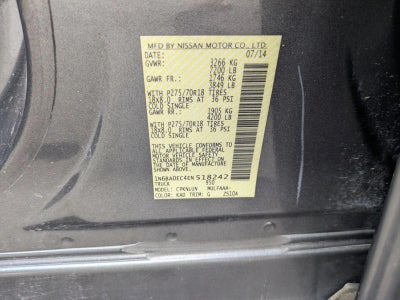 MFD BY NISSAN MOTOR CO., LTD.
DATE: 07/14
GVWR: 3266 KG
7200 LB
GAWR FR.: 1746 KG
3849 LB
WITH P275/70R18 TIRES
18x8.0 RIMS AT 36 PSI
COLD SINGLE
GAWR RR.: 1905 KG
4200 LB
WITH P275/70R18 TIRES
18x8.0 RIMS AT 36 PSI
COLD SINGLE
THIS VEHICLE CONFORMS TO
ALL APPLICABLE FEDERAL
MOTOR VEHICLE SAFETY
STANDARDS IN EFFECT ON THE
DATE OF MANUFACTURE
SHOWN ABOVE.
518242
TRUCK
MODEL:
COLOR: KAD TRIM: G